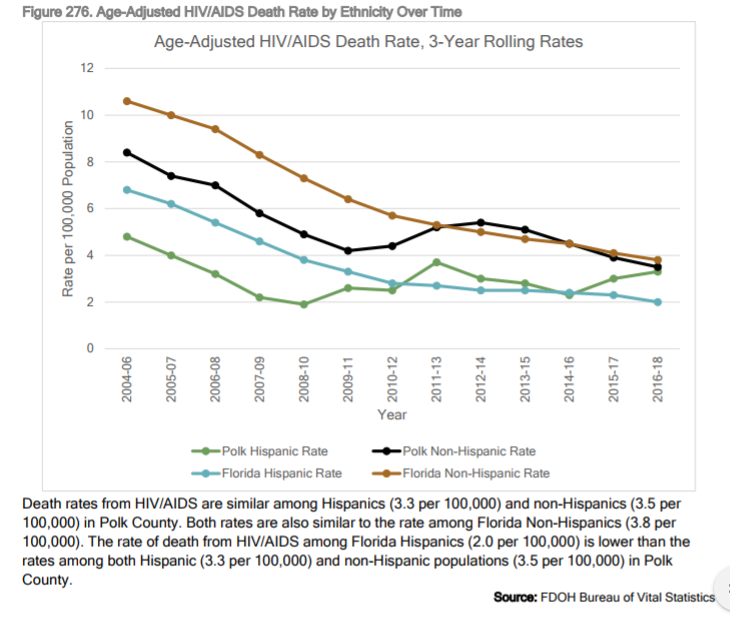 Figure 276. Age-Adjusted HIV/AIDS Death Rate by Ethnicity Over Time
Age-Adjusted HIV/AIDS Death Rate, 3-Year Rolling Rates
Rate per 100,000 Population
12
10
8
6
4
2
0
2004-06
2005-07
2006-08
2007-09
2008-10
2009-11
2010-12
2011-13
2012-14
2013-15
2014-16
2015-17
2016-18
Year
Polk Hispanic Rate
Polk Non-Hispanic Rate
Florida Hispanic Rate
Florida Non-Hispanic Rate
Death rates from HIV/AIDS are similar among Hispanics (3.3 per 100,000) and non-Hispanics (3.5 per
100,000) in Polk County. Both rates are also similar to the rate among Florida Non-Hispanics (3.8 per
100,000). The rate of death from HIV/AIDS among Florida Hispanics (2.0 per 100,000) is lower than the
rates among both Hispanic (3.3 per 100,000) and non-Hispanic populations (3.5 per 100,000) in Polk
County.
Source: FDOH Bureau of Vital Statistics